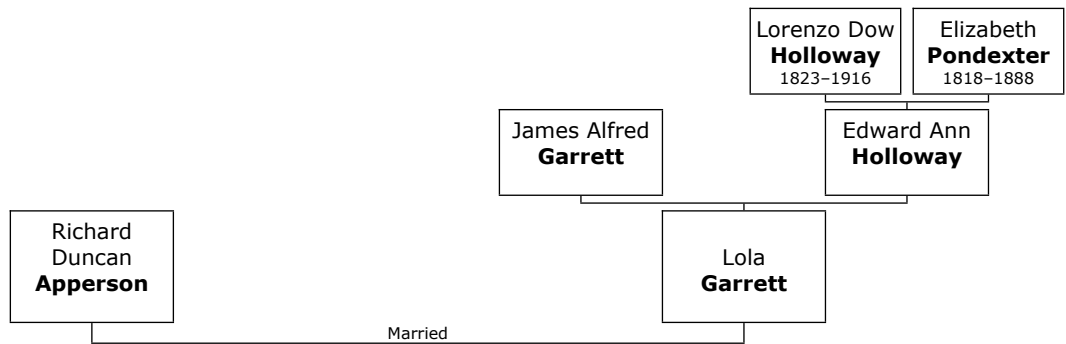 Lorenzo Dow
Holloway
1823–1916
Elizabeth
Pondexter
1818–1888
James Alfred
Garrett
Edward Ann
Holloway
Richard
Duncan
Apperson
Lola
Garrett
Married